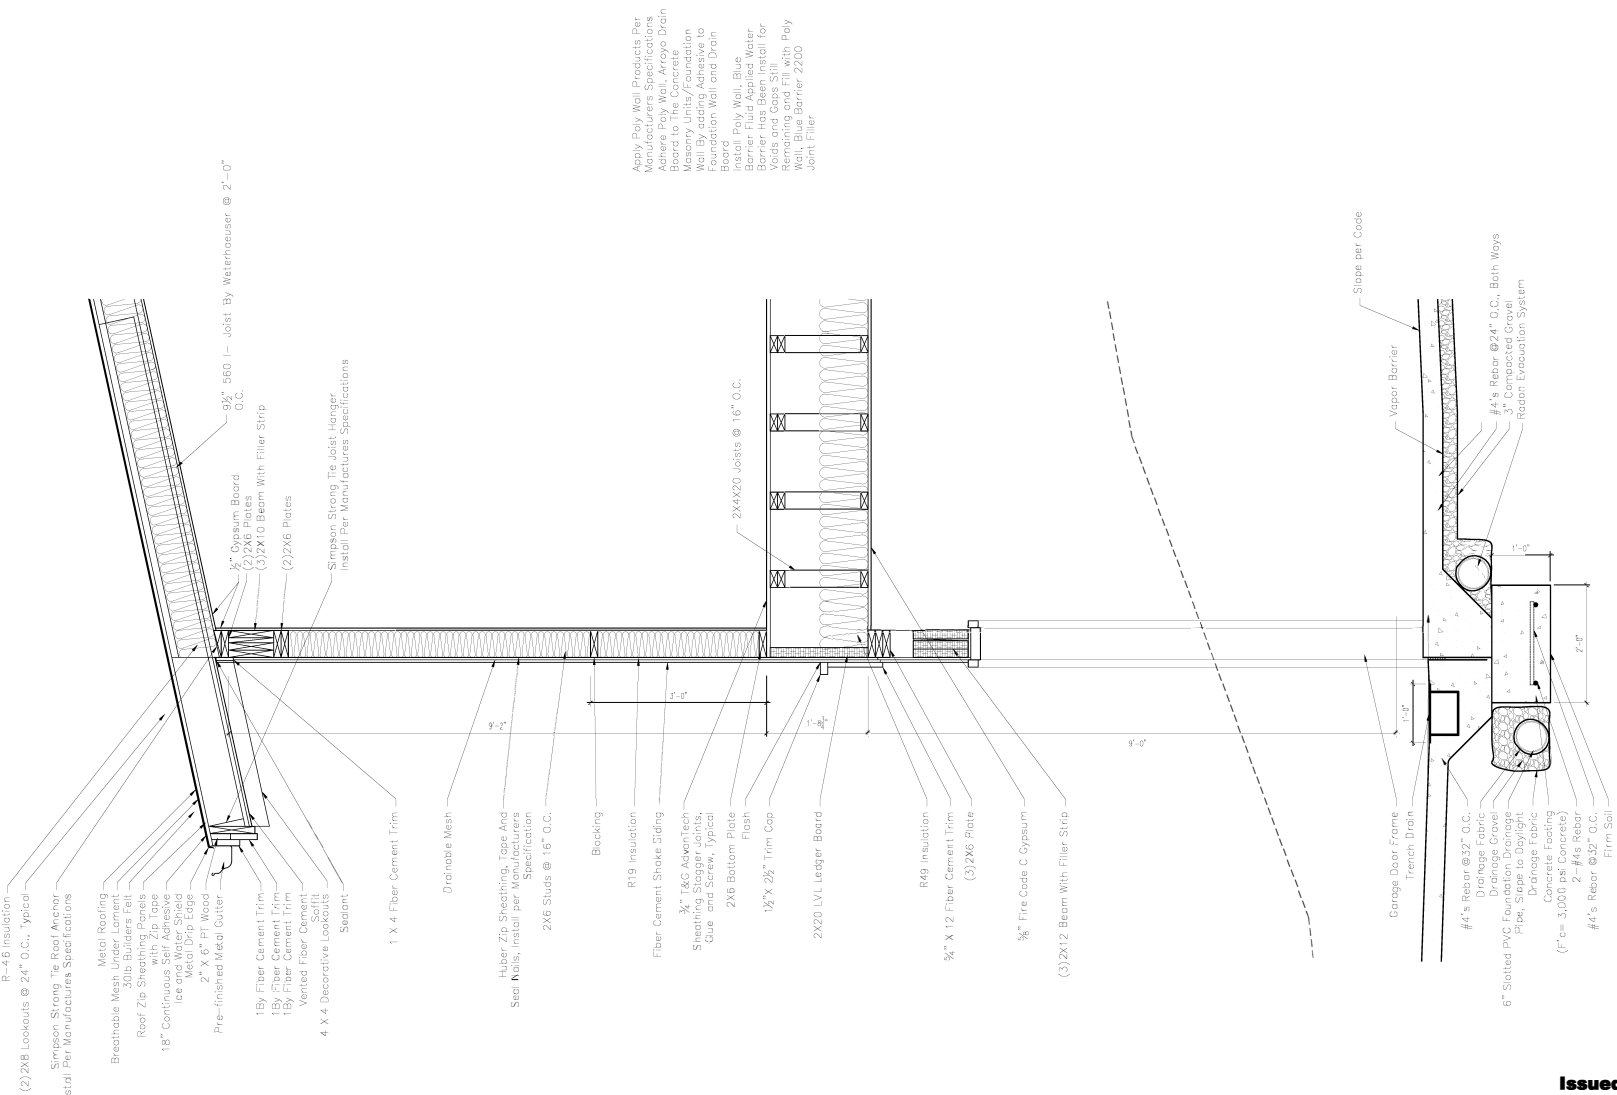 Apply Poly Wall Products Per
Manufacturers Specifications
Adhere Poly Wall, Arroyo Drain
Board to The Concrete
Masonry Units/Foundation
Wall By adding Adhesive to
Foundation Wall and Drain
Board
Install Poly Wall, Blue
Barrier Fluid Applied Water
Barrier Has Been Install for
Voids and Gaps Still
Remaining and Fill with Poly
Wall, Blue Barrier 2200
Joint Filler
9½" 560 I- Joist By Weterhaeuser @ 2'-0"
O.C.
½" Gypsum Board
(2)2X6 Plates
(3)2X10 Beam With Filler Strip
(2)2X6 Plates
Simpson Strong Tie Joist Hanger
Install Per Manufactures Specifications
2X4X20 Joists @ 16" O.C.
Slope per Code
Vapor Barrier
#4's Rebar @24" O.C., Both Ways
3" Compacted Gravel
Radon Evacuation System
9'-2"
3'-0"
9'-0"
1'-0"
1'-0"
2'-0"
R-46 Insulation
(2)2X8 Lookouts @ 24" O.C., Typical
Simpson Strong Tie Roof Anchor
stall Per Manufactures Specifications
Metal Roofing
Breathable Mesh Under Loment
30lb Builders Felt
Roof Zip Sheathing Panels
with Zip Tape
18" Continuous Self Adhesive
Ice and Water Shield
Metal Drip Edge
2" X 6" PT Wood
Pre-finished Metal Gutter
1By Fiber Cement Trim
1By Fiber Cement Trim
1By Fiber Cement Trim
Vented Fiber Cement
Soffit
4 X 4 Decorative Lookouts
Sealant
1 X 4 Fiber Cement Trim
Drainable Mesh
Huber Zip Sheathing, Tape And
Seal Nails, Install per Manufacturers
Specification
2X6 Studs @ 16" O.C.
Blocking
R19 Insulation
Fiber Cement Shake Siding
¾" T&G AdvanTech
Sheathing Stager Joints,
Glue and Screw, Typical
2X6 Bottom Plate
Flash
1½"X 2½" Trim Cap
2X20 LVL Ledger Board
R49 Insulation
5/4" X 12 Fiber Cement Trim
(3)2X6 Plate
⅝" Fire Code C Gypsum
(3)2X12 Beam With Filler Strip
Garage Door Frame
Trench Drain
#4's Rebar @32" O.C.
Drainage Fabric
Drainage Gravel
6" Slotted PVC Foundation Drainage
Pipe, Slope to Daylight
Drainage Fabric
Concrete Footing
(F'c= 3,000 psi Concrete)
2-#4s Rebar
#4's Rebar @32" O.C.
Firm Soil
Issued